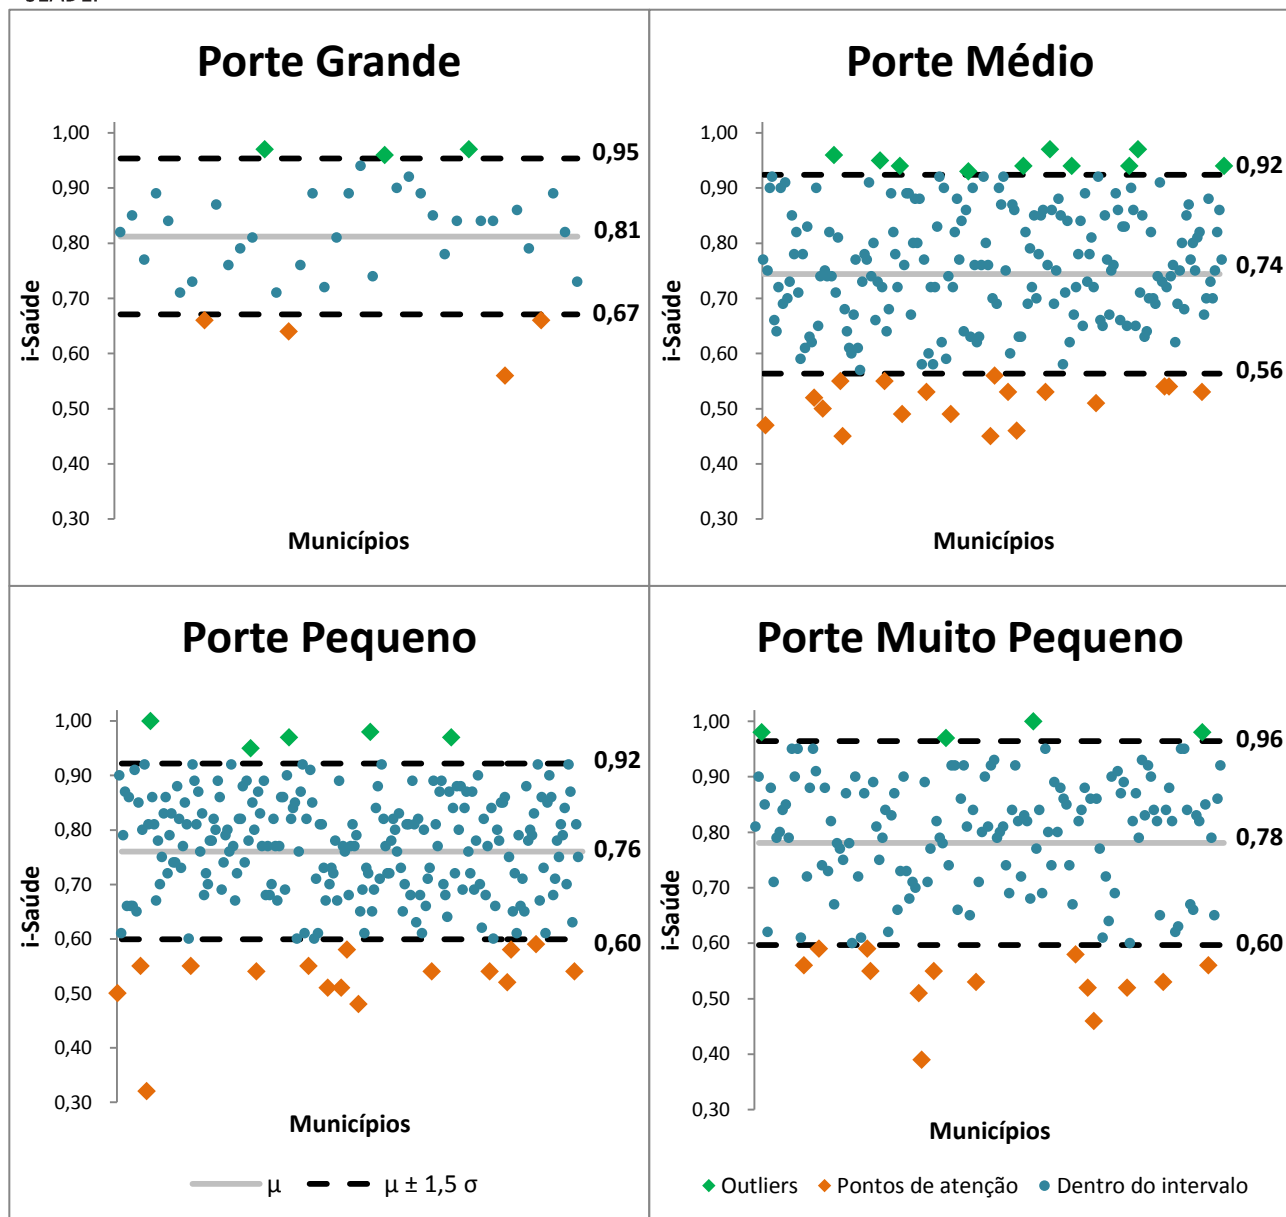 Porte Grande
1,00
0,90
0,80
0,70
0,60
0,50
0,40
0,30
i-Saúde
0,95
0,81
0,67
Municípios
Porte Médio
1,00
0,90
0,80
0,70
0,60
0,50
0,40
0,30
i-Saúde
0,92
0,74
0,56
Municípios
Porte Pequeno
1,00
0,90
0,80
0,70
0,60
0,50
0,40
0,30
i-Saúde
0,92
0,76
0,60
Municípios
Porte Muito Pequeno
1,00
0,90
0,80
0,70
0,60
0,50
0,40
0,30
i-Saúde
0,96
0,78
0,60
Municípios
μ
μ ± 1,5 σ
Outliers
Pontos de atenção
Dentro do intervalo